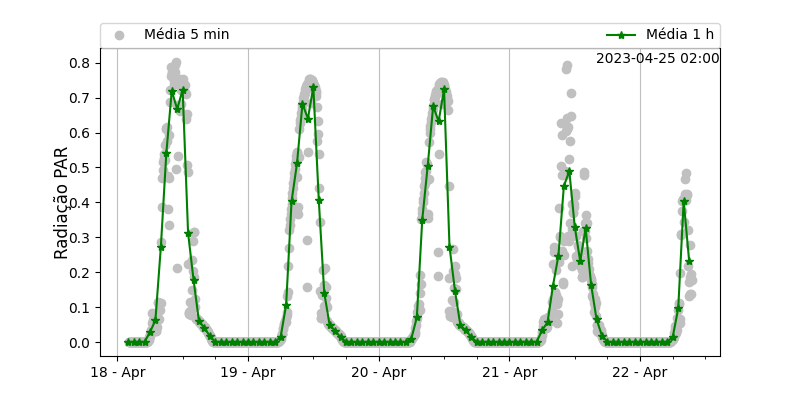 Média 5 min
Média 1 h
2023-04-25 02:00
Radiação PAR
0.8
0.7
0.6
0.5
0.4
0.3
0.2
0.1
0.0
18 - Apr
19 - Apr
20 - Apr
21 - Apr
22 - Apr